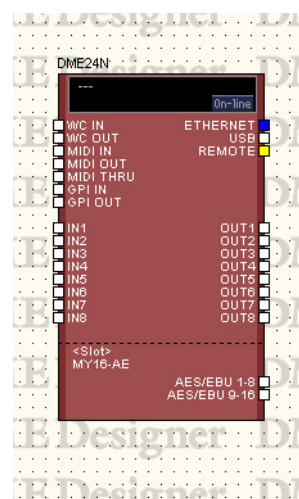 E Designer D
DME24N
---
On-line
WC IN ETHERNET
WC OUT USB
MIDI IN REMOTE
MIDI OUT
MIDI THRU
GPI IN
GPI OUT
IN1 OUT1
IN2 OUT2
IN3 OUT3
IN4 OUT4
IN5 OUT5
IN6 OUT6
IN7 OUT7
IN8 OUT8
<Slot>
MY16-AE
AES/EBU 1-8
AES/EBU 9-16
E Designer D